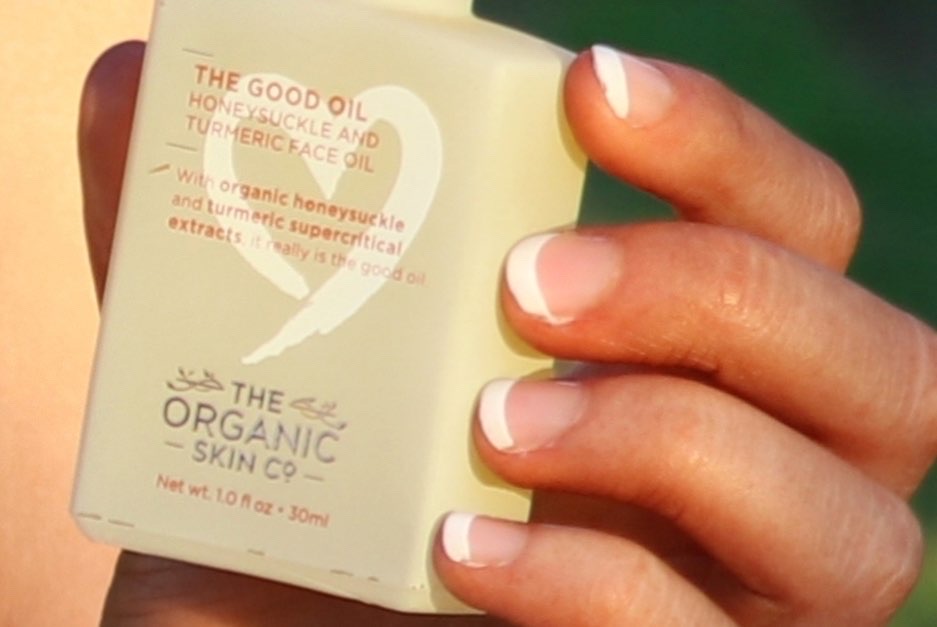 THE GOOD OIL
HONEYSUCKLE AND
TURMERIC FACE OIL
With organic honeysuckle
and turmeric supercritical
extracts, it really is the good oil
THE
ORGANIC
SKIN CO
Net wt. 1.0 fl oz • 30ml